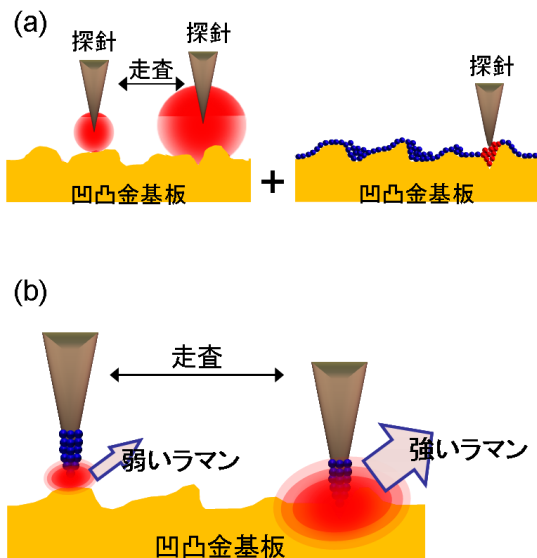 (a)
探針
探針
走査
探針
凹凸金基板
+
凹凸金基板
(b)
走査
弱いラマン
強いラマン
凹凸金基板